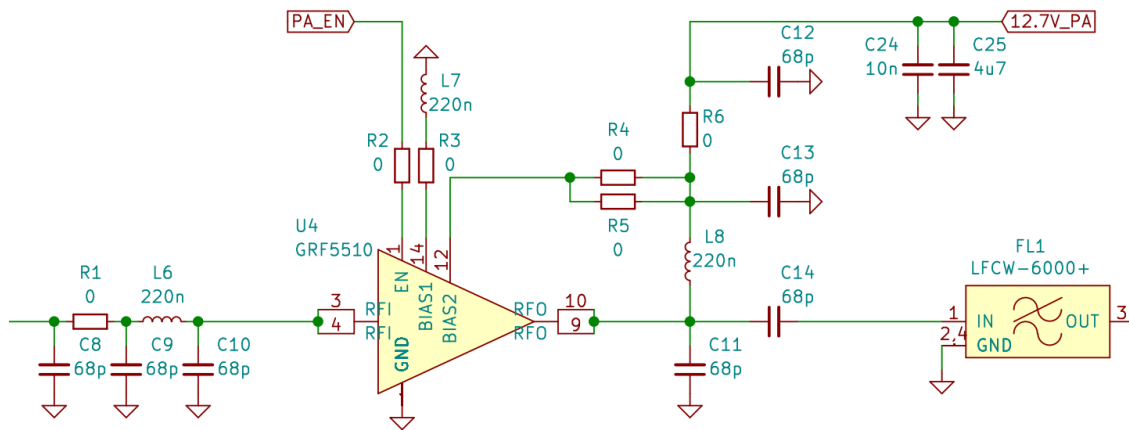 PA_EN
12.7V_PA
C12
68p
C24
10n
C25
4u7
L7
220n
R6
0
R4
0
R2
0
R3
0
C13
68p
R5
0
U4
GRF5510
1
14
12
EN
BIAS1
BIAS2
L8
220n
FL1
LFCW-6000+
R1
0
L6
220n
C14
68p
3
RFI
4
RFI
RFO
10
RFO
9
1
IN
OUT
3
2,4
GND
GND
C8
68p
C9
68p
C10
68p
C11
68p